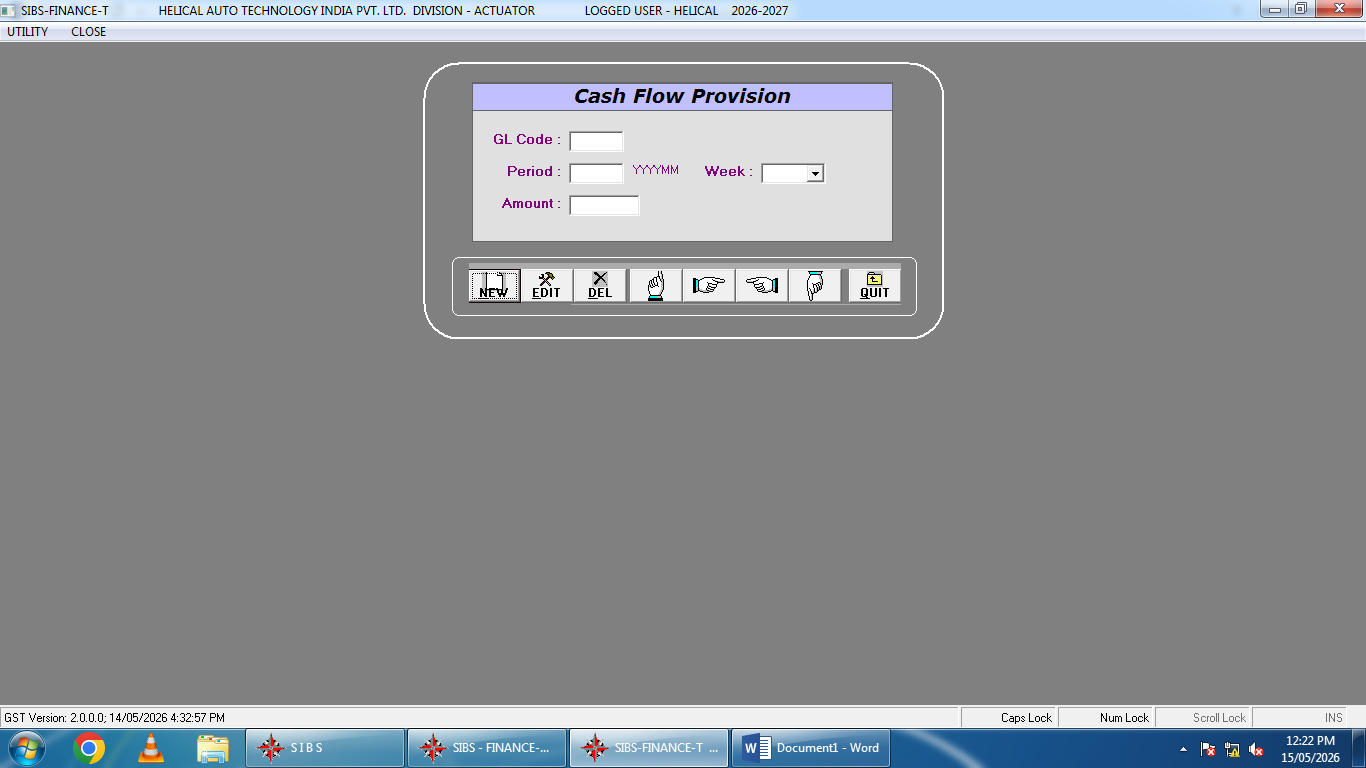 SIBS-FINANCE-T HELICAL AUTO TECHNOLOGY INDIA PVT. LTD. DIVISION - ACTUATOR LOGGED USER - HELICAL 2026-2027
UTILITY CLOSE
Cash Flow Provision
GL Code :
Period : YYYYMM Week :
Amount :
NEW EDIT DEL QUIT
GST Version: 2.0.0.0; 14/05/2026 4:32:57 PM Caps Lock Num Lock Scroll Lock INS
S I B S SIBS - FINANCE-... SIBS-FINANCE-T ... Document1 - Word 12:22 PM
15/05/2026